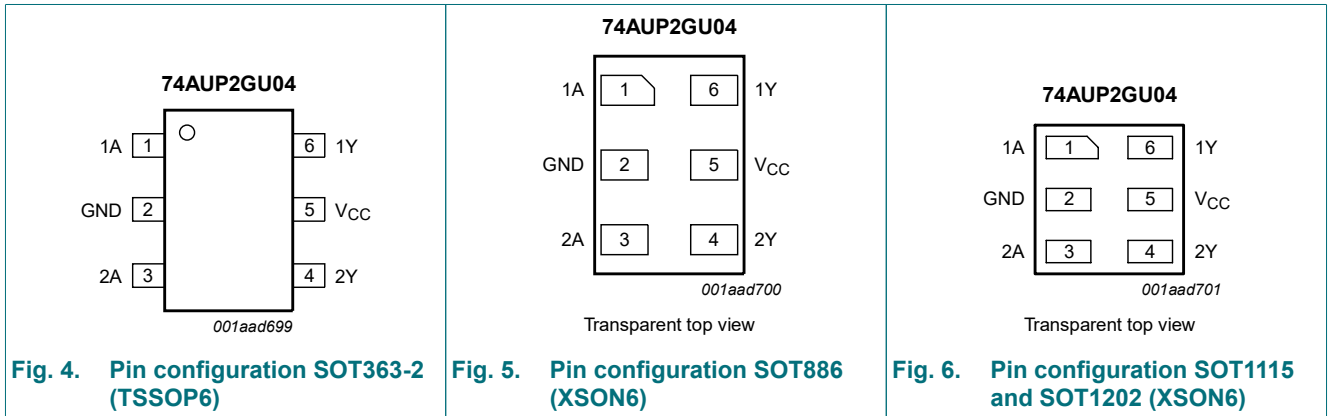 74AUP2GU04
1A 1 6 1Y
GND 2 5 VCC
2A 3 4 2Y
001aad699
Fig. 4. Pin configuration SOT363-2
(TSSOP6)
74AUP2GU04
1A 1 6 1Y
GND 2 5 VCC
2A 3 4 2Y
001aad700
Transparent top view
Fig. 5. Pin configuration SOT886
(XSON6)
74AUP2GU04
1A 1 6 1Y
GND 2 5 VCC
2A 3 4 2Y
001aad701
Transparent top view
Fig. 6. Pin configuration SOT1115
and SOT1202 (XSON6)